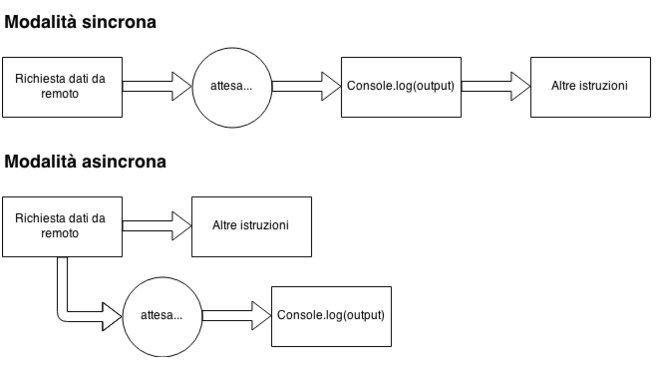 Modalità sincrona
Richiesta dati da
remoto
attesa...
Console.log(output)
Altre istruzioni
Modalità asincrona
Richiesta dati da
remoto
Altre istruzioni
attesa...
Console.log(output)